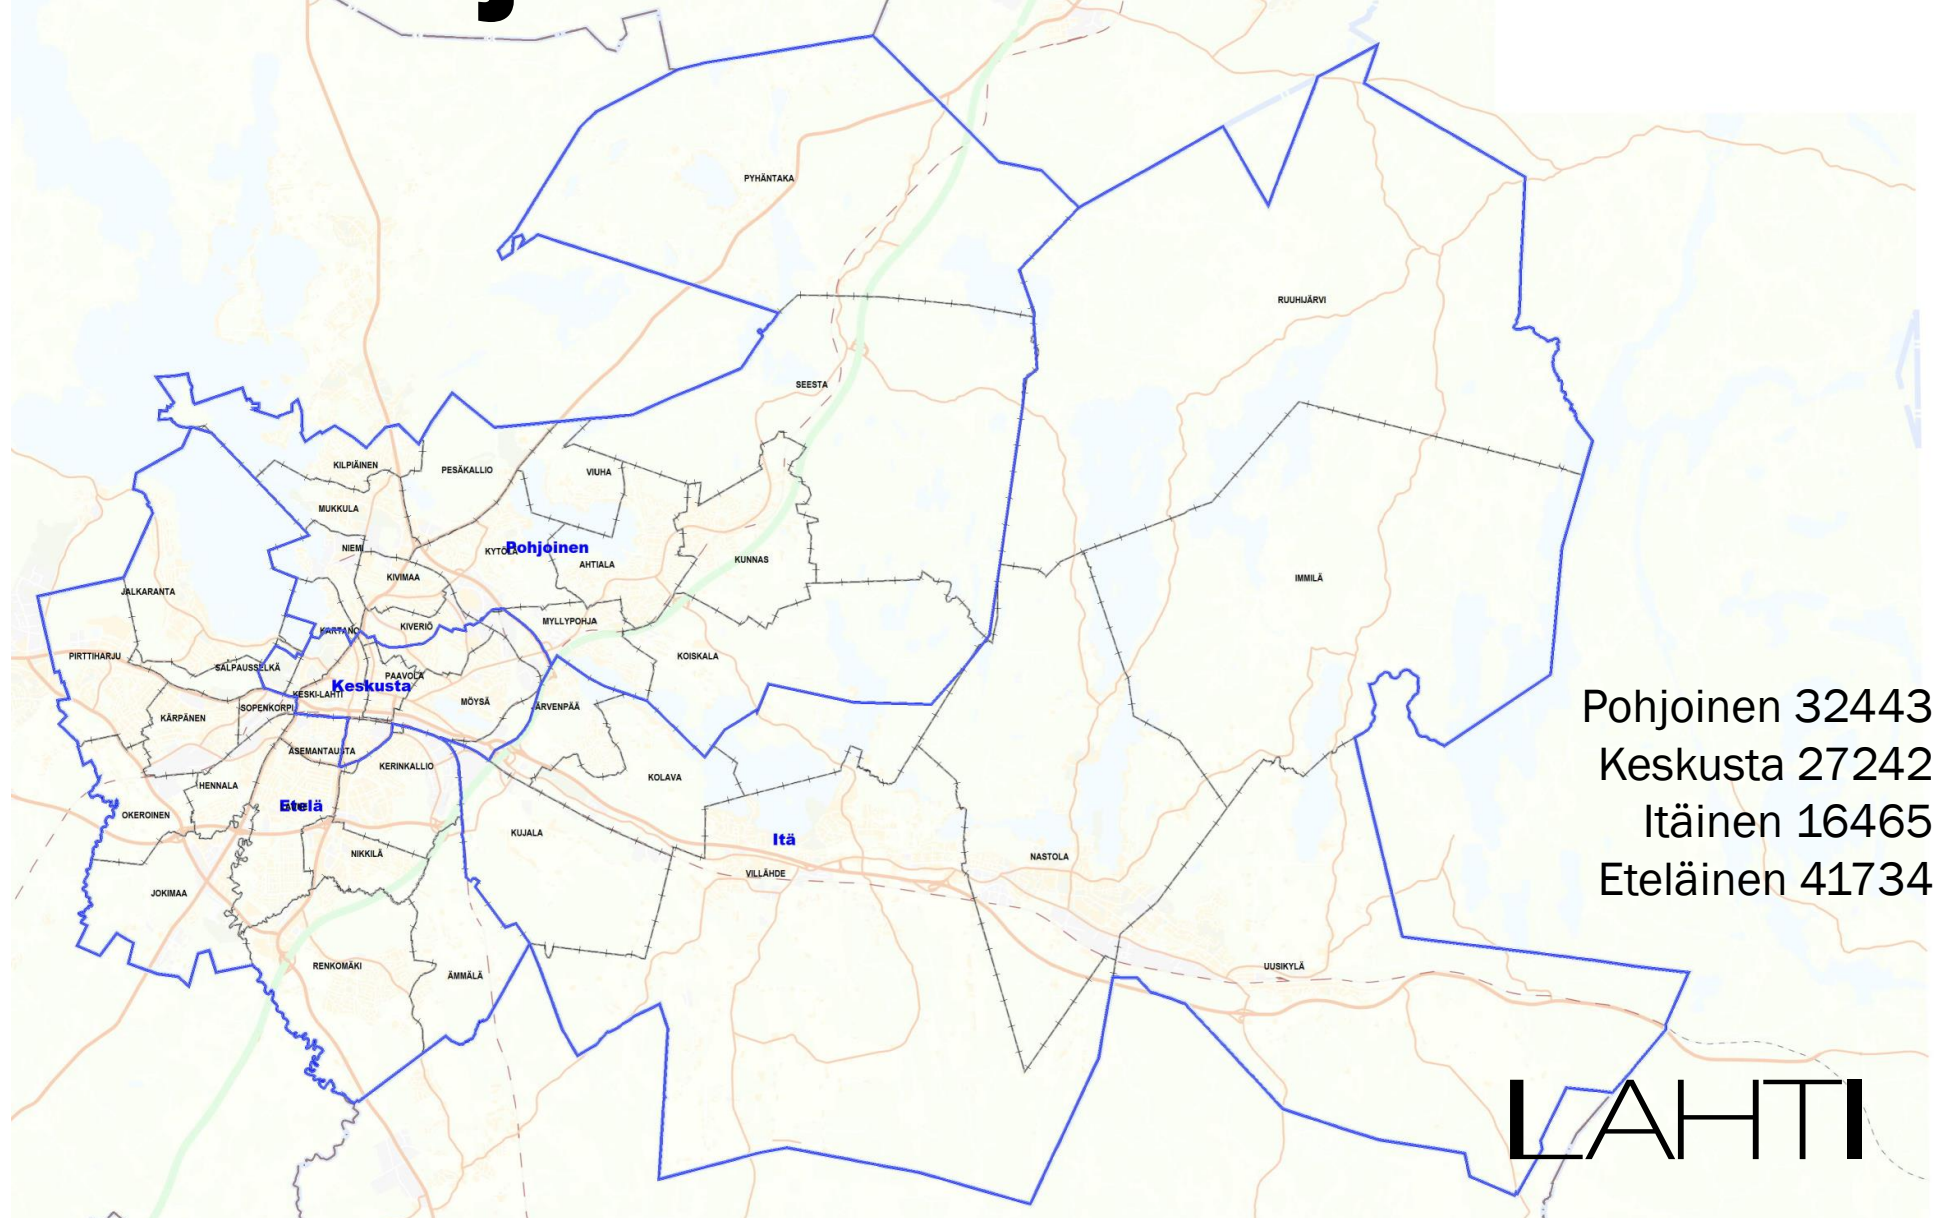 PYHÄNTAKA
RUUHIJÄRVI
SEESTA
KILPIÄINEN
PESÄKALLIO
VIUHA
MUKKULA
NIEMI
KYTÖLÄ
Pohjoinen
AHTIALA
KUNNAS
KIVIMAA
IMMILÄ
JALKARANTA
KARTANO
KIVERIÖ
MYLLYPOHJA
PIRTTIHARJU
SALPAUSSELKÄ
KOISKALA
PAAVOLA
Keskusta
KESKI-LAHTI
SOPENKORPI
MÖYSÄ
JÄRVENPÄÄ
KÄRPÄNEN
ASEMANTAUSTA
KERINKALLIO
KOLAVA
HENNALA
Etelä
OKEROINEN
KUJALA
Itä
NIKKILÄ
NASTOLA
VILLÄHDE
JOKIMAA
RENKOMÄKI
ÄMMÄLÄ
UUSIKYLÄ
Pohjoinen 32443
Keskusta 27242
Itäinen 16465
Eteläinen 41734
LAHTI